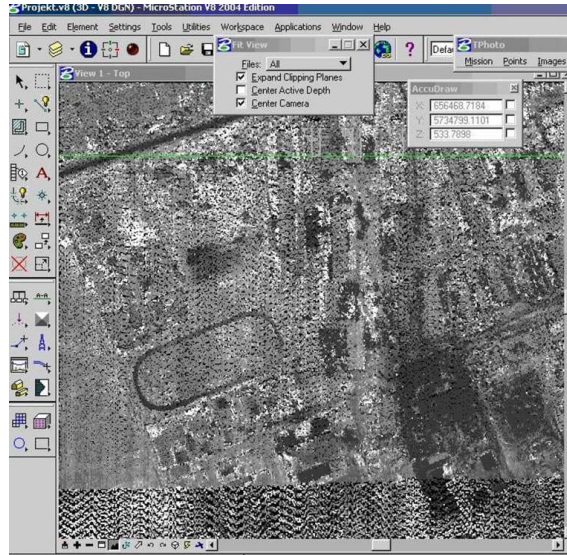 Projekt.v8 (3D - V8 DGN) - MicroStation V8 2004 Edition
File Edit Element Settings Tools Utilities Workspace Applications Window Help
Fit View
Files: All
Expand Clipping Planes
Center Active Depth
Center Camera
TPhoto
Mission Points Images
View 1 - Top
AccuDraw
X: 656468.7184
Y: 5734799.1101
Z: 533.7898